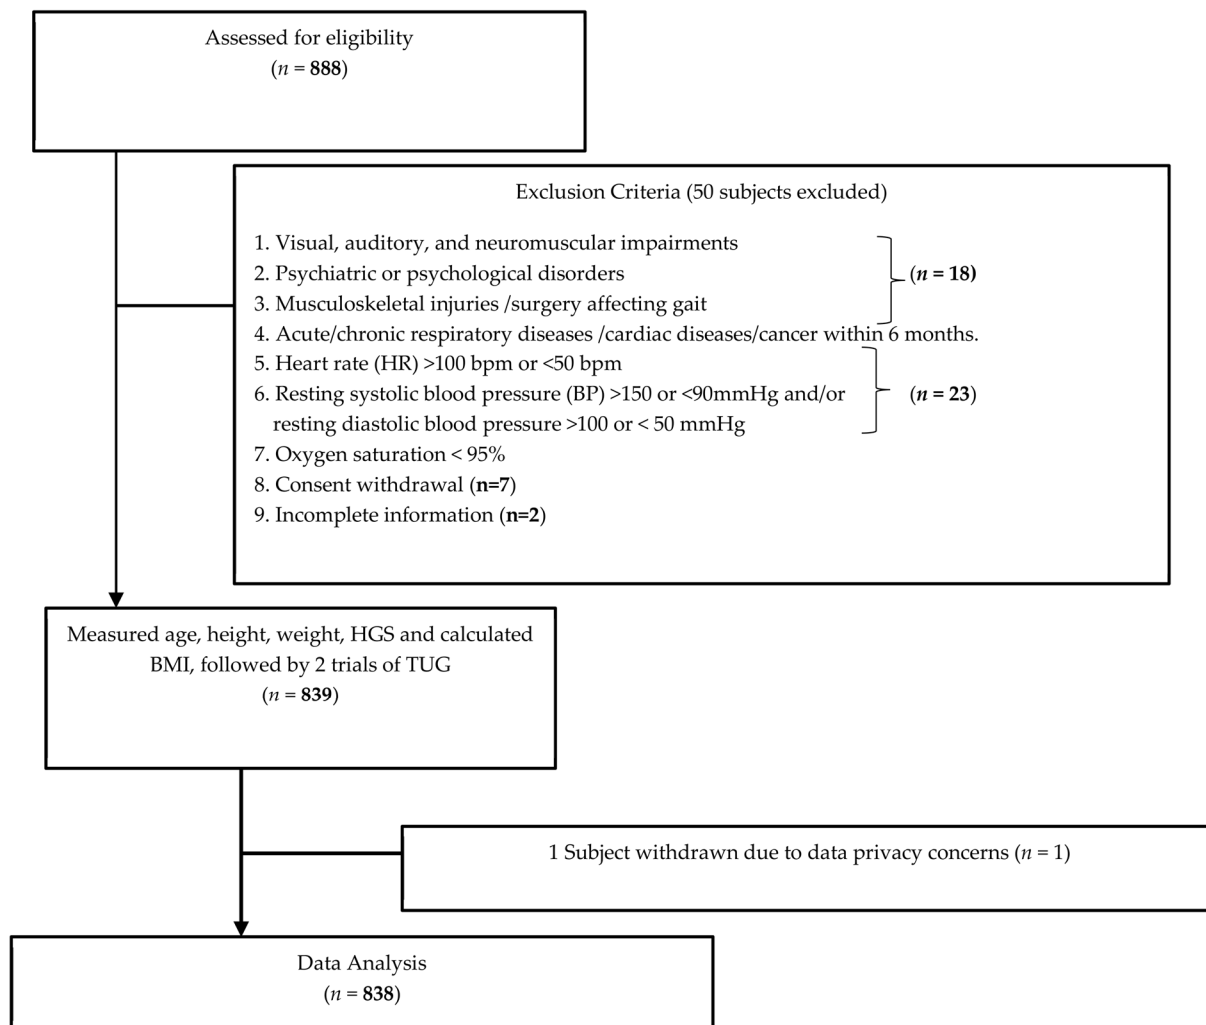 Assessed for eligibility
(n = 888)
Exclusion Criteria (50 subjects excluded)
1. Visual, auditory, and neuromuscular impairments
2. Psychiatric or psychological disorders
(n = 18)
3. Musculoskeletal injuries /surgery affecting gait
4. Acute/chronic respiratory diseases /cardiac diseases/cancer within 6 months.
5. Heart rate (HR) >100 bpm or <50 bpm
6. Resting systolic blood pressure (BP) >150 or <90mmHg and/or
(n = 23)
resting diastolic blood pressure >100 or < 50 mmHg
7. Oxygen saturation < 95%
8. Consent withdrawal (n=7)
9. Incomplete information (n=2)
Measured age, height, weight, HGS and calculated
BMI, followed by 2 trials of TUG
(n = 839)
1 Subject withdrawn due to data privacy concerns (n = 1)
Data Analysis
(n = 838)